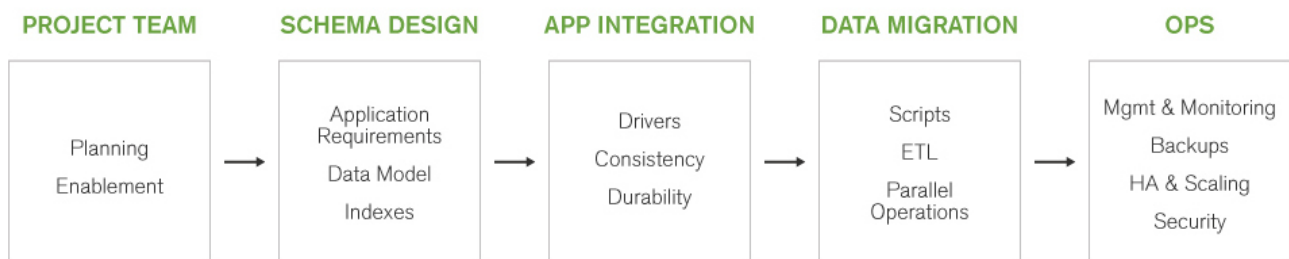 PROJECT TEAM
Planning
Enablement
SCHEMA DESIGN
Application
Requirements
Data Model
Indexes
APP INTEGRATION
Drivers
Consistency
Durability
DATA MIGRATION
Scripts
ETL
Parallel
Operations
OPS
Mgmt & Monitoring
Backups
HA & Scaling
Security